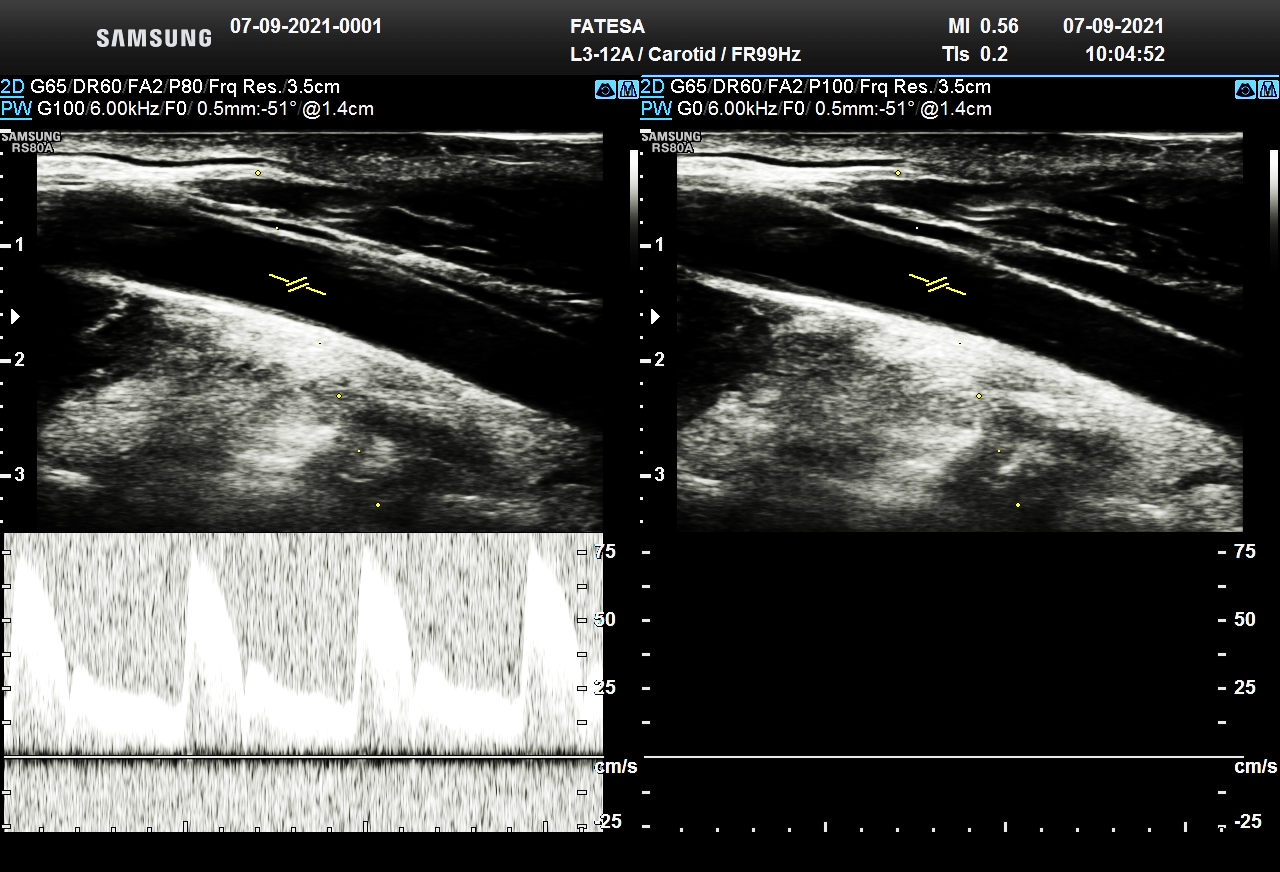 SAMSUNG 07-09-2021-0001 FATESA MI 0.56 07-09-2021
L3-12A / Carotid / FR99Hz TIs 0.2 10:04:52
2D G65/DR60/FA2/P80/Frq Res./3.5cm
PW G100/6.00kHz/F0/ 0.5mm:-51°/@1.4cm
SAMSUNG
RS80A
1
2
3
75
50
25
cm/s
-25
2D G65/DR60/FA2/P100/Frq Res./3.5cm
PW G0/6.00kHz/F0/ 0.5mm:-51°/@1.4cm
SAMSUNG
RS80A
1
2
3
75
50
25
cm/s
-25